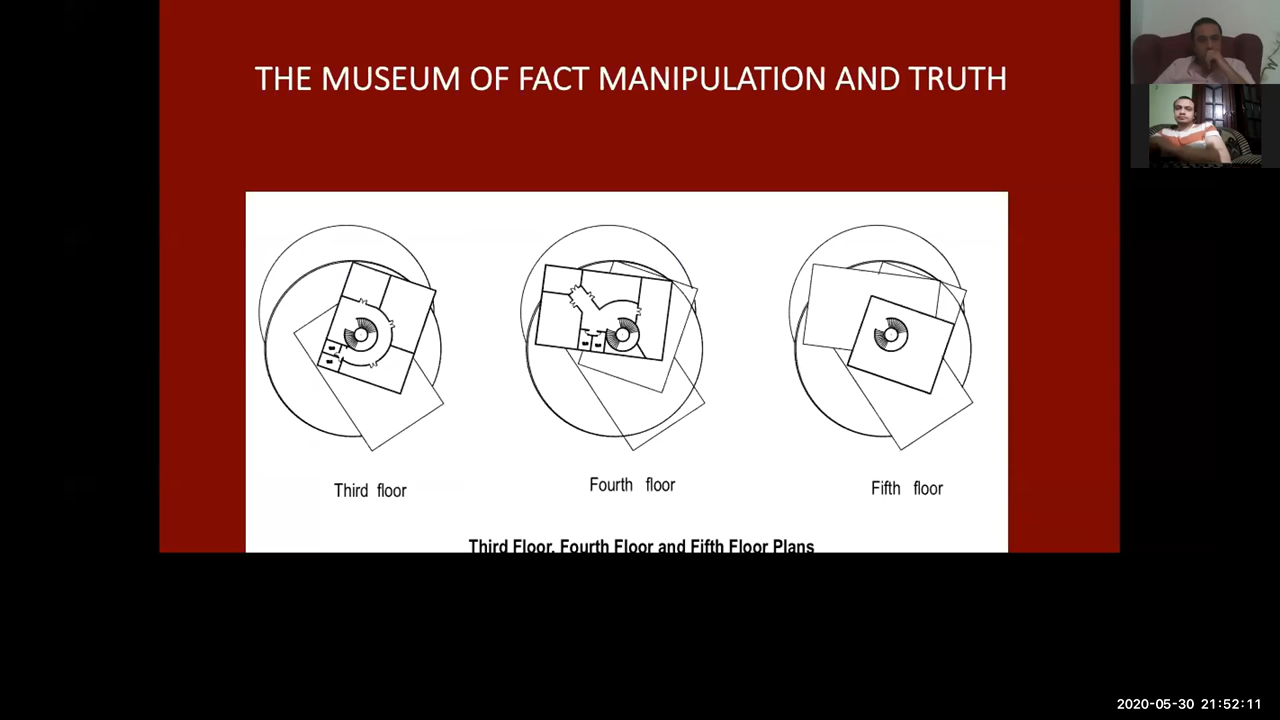 THE MUSEUM OF FACT MANIPULATION AND TRUTH
Third floor
Fourth floor
Fifth floor
Third Floor, Fourth Floor and Fifth Floor Plans
2020-05-30 21:52:11